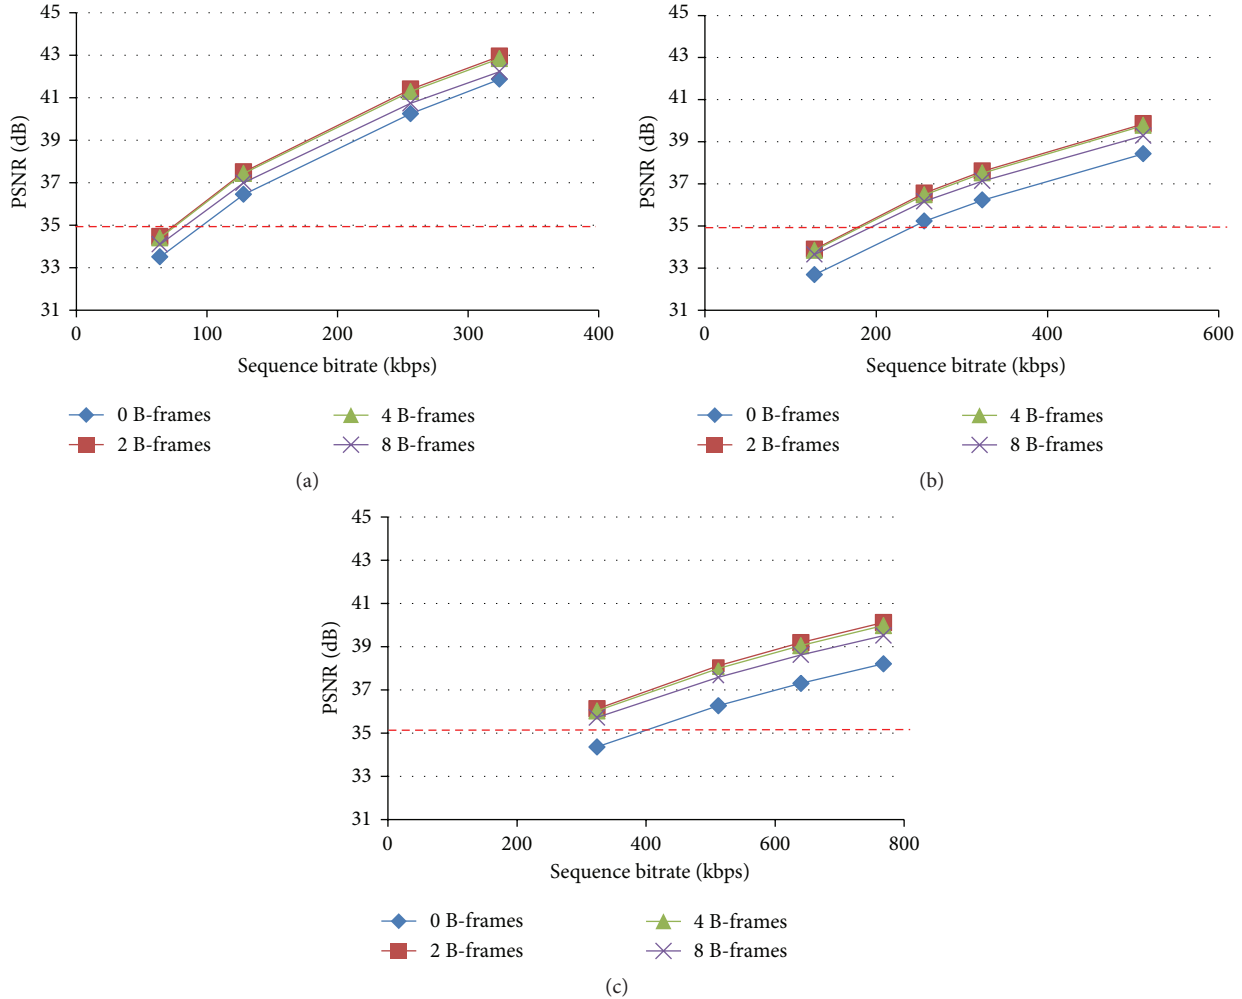 45
43
41
39
37
35
33
31
PSNR (dB)
0
100
200
300
400
Sequence bitrate (kbps)
0 B-frames
4 B-frames
2 B-frames
8 B-frames
(a)
45
43
41
39
37
35
33
31
PSNR (dB)
0
200
400
600
Sequence bitrate (kbps)
0 B-frames
4 B-frames
2 B-frames
8 B-frames
(b)
45
43
41
39
37
35
33
31
PSNR (dB)
0
200
400
600
800
Sequence bitrate (kbps)
0 B-frames
4 B-frames
2 B-frames
8 B-frames
(c)